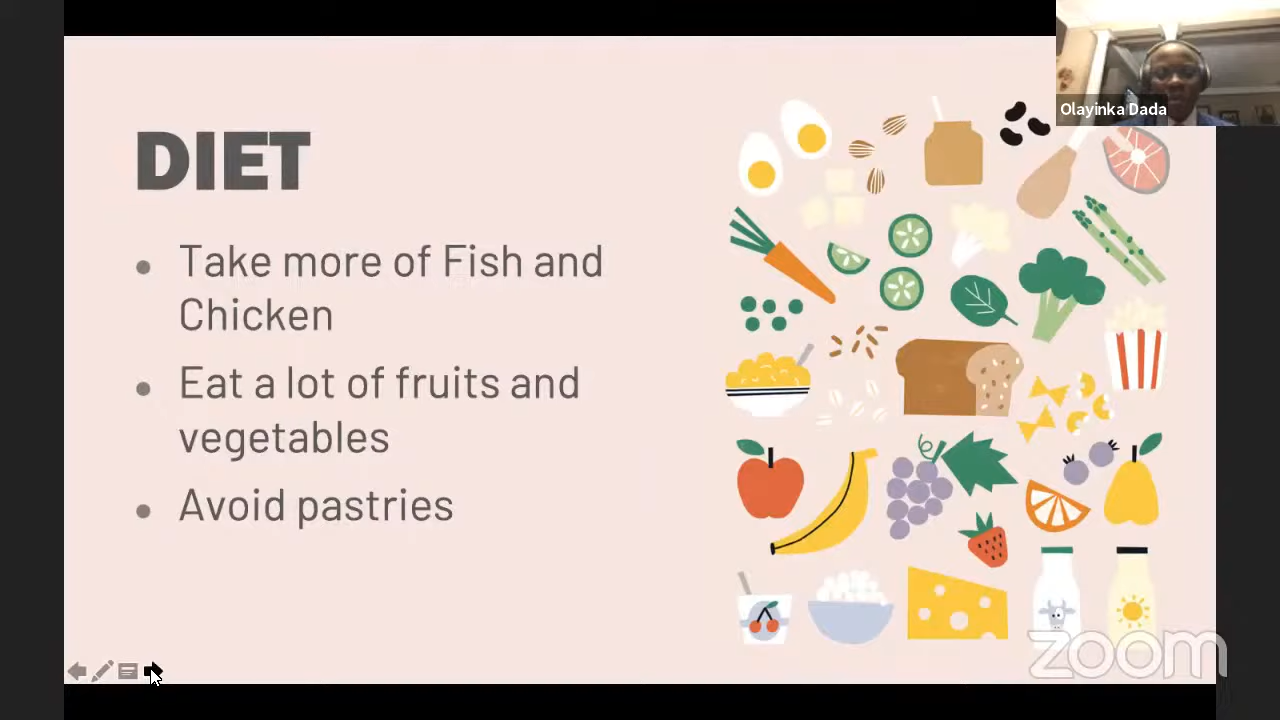 Olayinka Dada
DIET
Take more of Fish and
Chicken
Eat a lot of fruits and
vegetables
Avoid pastries
zoom